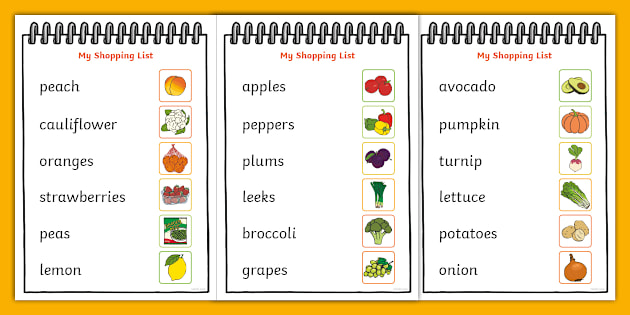 My Shopping List
peach
cauliflower
oranges
strawberries
peas
lemon
My Shopping List
apples
peppers
plums
leeks
broccoli
grapes
My Shopping List
avocado
pumpkin
turnip
lettuce
potatoes
onion